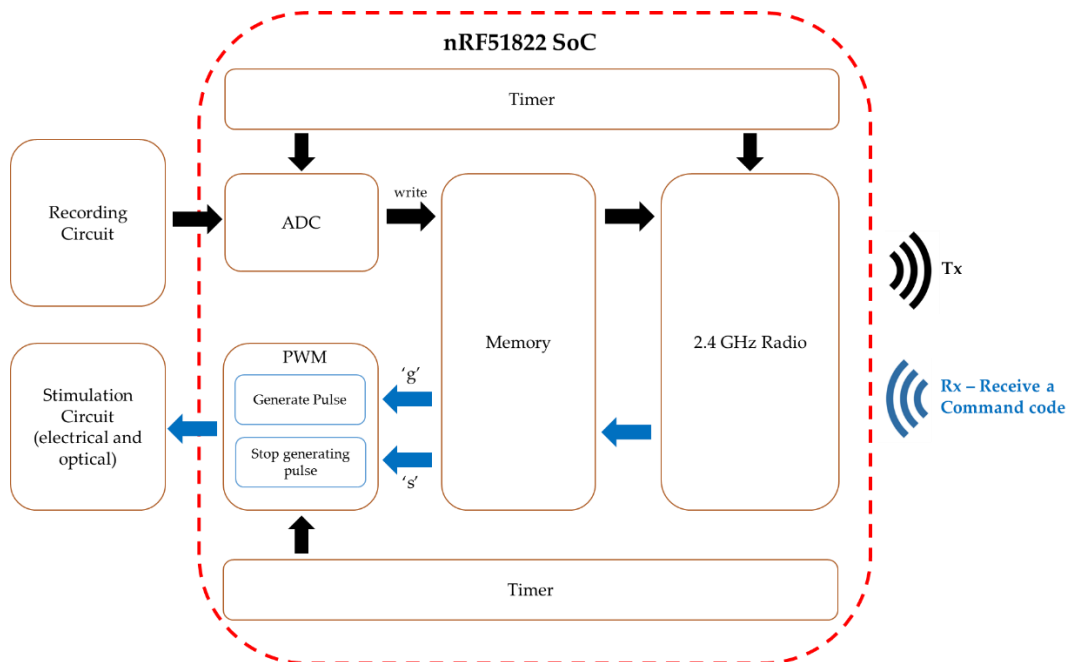 nRF51822 SoC
Timer
Recording
Circuit
ADC
write
Memory
2.4 GHz Radio
Tx
Stimulation
Circuit
(electrical and
optical)
PWM
Generate Pulse
Stop generating
pulse
‘g’
‘s’
Rx – Receive a
Command code
Timer